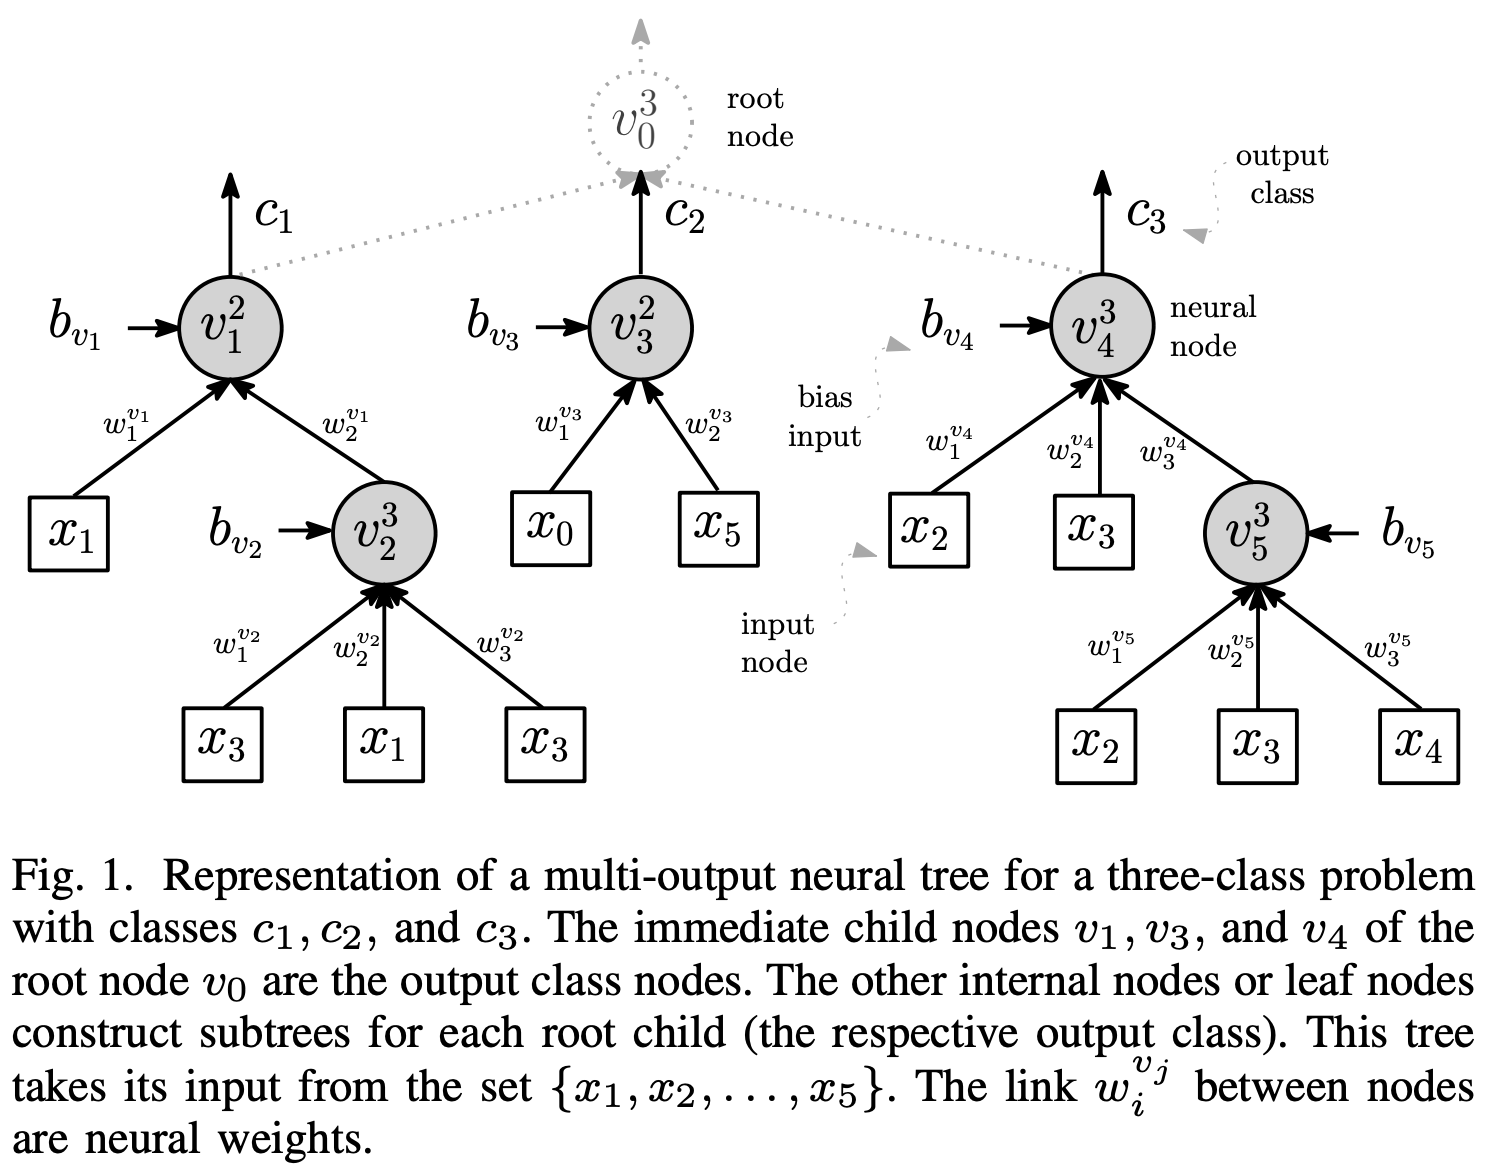 v_0^3
root
node
output
class
c_1
c_2
c_3
b_{v_1}
v_1^2
b_{v_3}
v_3^2
b_{v_4}
v_4^3
neural
node
bias
input
w_1^{v_1}
w_2^{v_1}
w_1^{v_3}
w_2^{v_3}
w_1^{v_4}
w_2^{v_4}
w_3^{v_4}
x_1
b_{v_2}
v_2^3
x_0
x_5
x_2
x_3
v_5^3
b_{v_5}
input
node
w_1^{v_2}
w_2^{v_2}
w_3^{v_2}
w_1^{v_5}
w_2^{v_5}
w_3^{v_5}
x_3
x_1
x_3
x_2
x_3
x_4
Fig. 1. Representation of a multi-output neural tree for a three-class problem
with classes c_1, c_2, and c_3. The immediate child nodes v_1, v_3, and v_4 of the
root node v_0 are the output class nodes. The other internal nodes or leaf nodes
construct subtrees for each root child (the respective output class). This tree
takes its input from the set {x_1, x_2, . . . , x_5}. The link w_i^{v_j} between nodes
are neural weights.